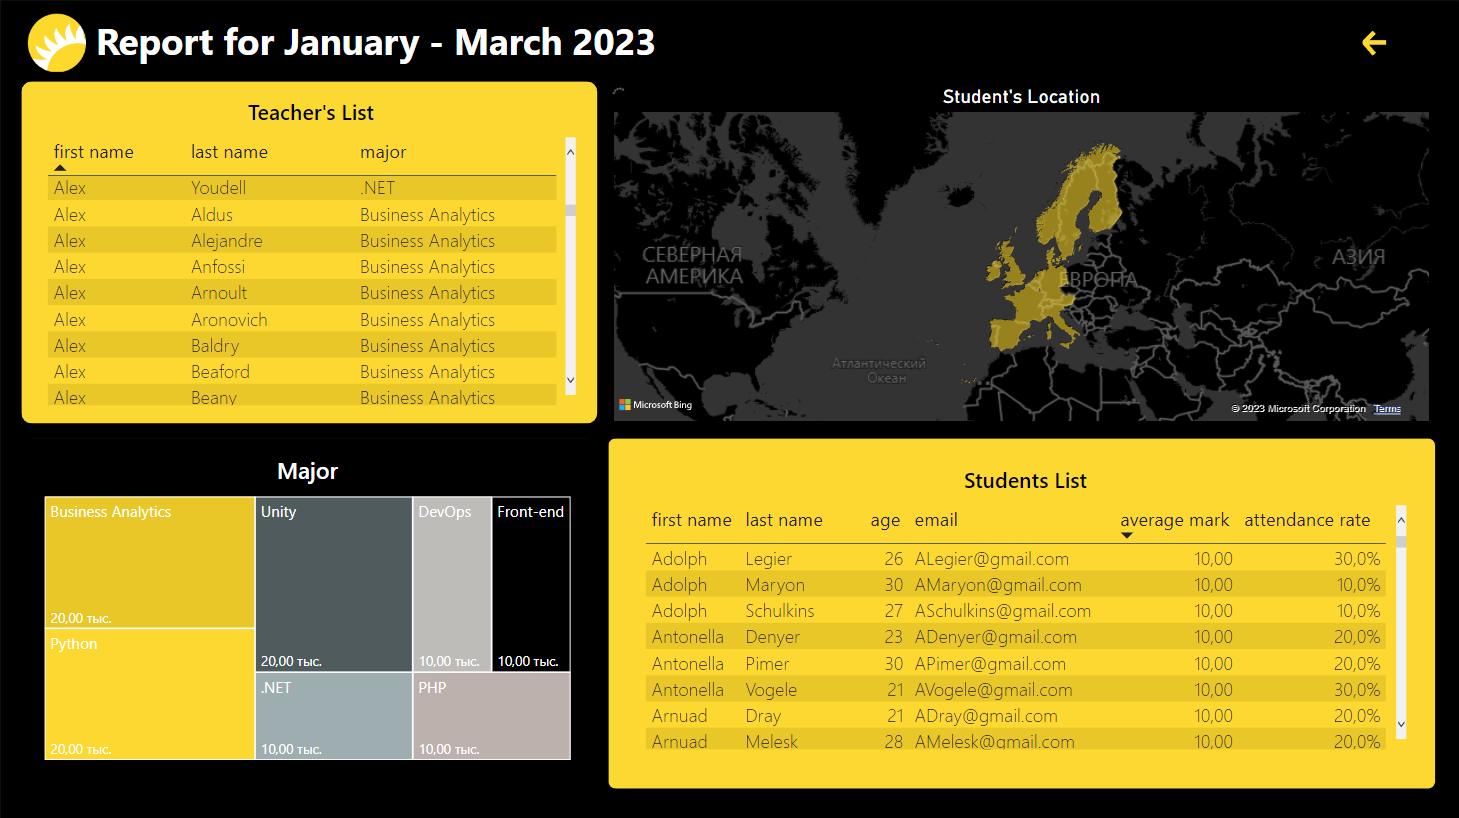 Report for January - March 2023
Teacher's List
first name last name major
Alex Youdell .NET
Alex Aldus Business Analytics
Alex Alejandre Business Analytics
Alex Anfossi Business Analytics
Alex Arnoult Business Analytics
Alex Aronovich Business Analytics
Alex Baldry Business Analytics
Alex Beaford Business Analytics
Alex Beany Business Analytics
Student's Location
СЕВЕРНАЯ
АМЕРИКА
ЕВРОПА
АЗИЯ
Атлантический
Океан
Microsoft Bing
© 2023 Microsoft Corporation Terms
Major
Business Analytics
20,00 тыс.
Python
20,00 тыс.
Unity
20,00 тыс.
DevOps
10,00 тыс.
Front-end
10,00 тыс.
.NET
10,00 тыс.
PHP
10,00 тыс.
Students List
first name last name age email average mark attendance rate
Adolph Legier 26 ALegier@gmail.com 10,00 30,0%
Adolph Maryon 30 AMaryon@gmail.com 10,00 10,0%
Adolph Schulkins 27 ASchulkins@gmail.com 10,00 10,0%
Antonella Denyer 23 ADenyer@gmail.com 10,00 20,0%
Antonella Pimer 30 APimer@gmail.com 10,00 20,0%
Antonella Vogele 21 AVogele@gmail.com 10,00 30,0%
Arnuad Dray 21 ADray@gmail.com 10,00 20,0%
Arnuad Melesk 28 AMelesk@gmail.com 10,00 20,0%